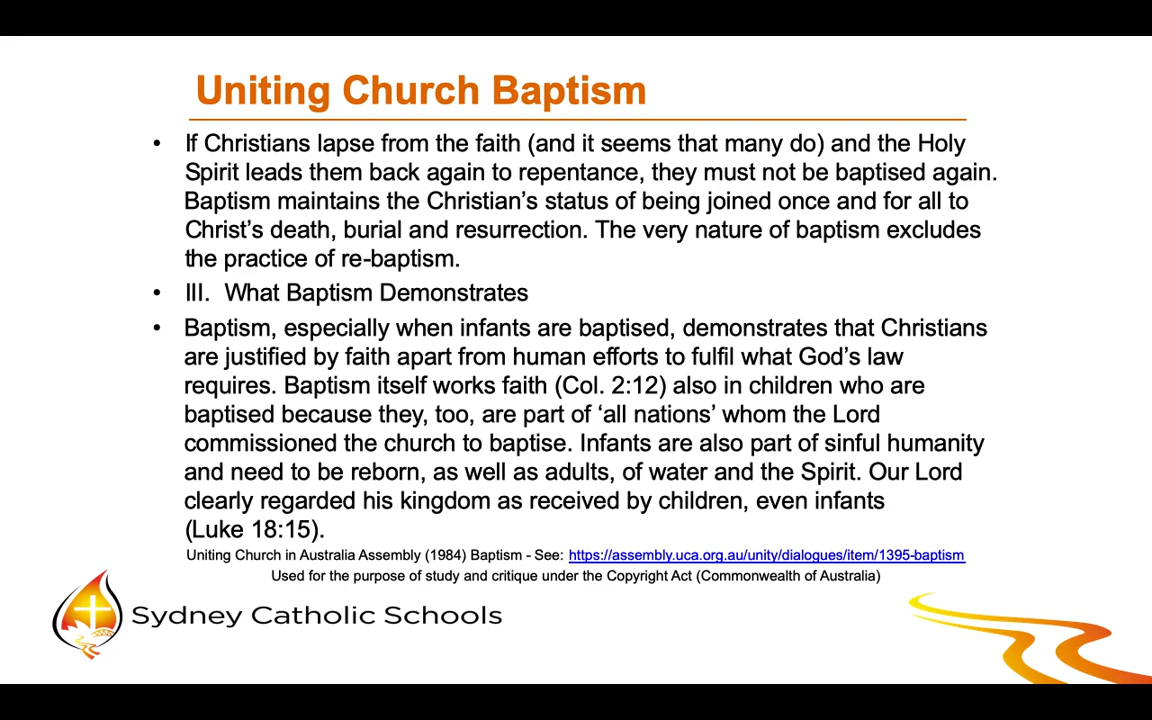 Uniting Church Baptism
• If Christians lapse from the faith (and it seems that many do) and the Holy
Spirit leads them back again to repentance, they must not be baptised again.
Baptism maintains the Christian’s status of being joined once and for all to
Christ’s death, burial and resurrection. The very nature of baptism excludes
the practice of re-baptism.
• III.  What Baptism Demonstrates
• Baptism, especially when infants are baptised, demonstrates that Christians
are justified by faith apart from human efforts to fulfil what God’s law
requires. Baptism itself works faith (Col. 2:12) also in children who are
baptised because they, too, are part of ‘all nations’ whom the Lord
commissioned the church to baptise. Infants are also part of sinful humanity
and need to be reborn, as well as adults, of water and the Spirit. Our Lord
clearly regarded his kingdom as received by children, even infants
(Luke 18:15).
Uniting Church in Australia Assembly (1984) Baptism - See: https://assembly.uca.org.au/unity/dialogues/item/1395-baptism
Used for the purpose of study and critique under the Copyright Act (Commonwealth of Australia)
Sydney Catholic Schools